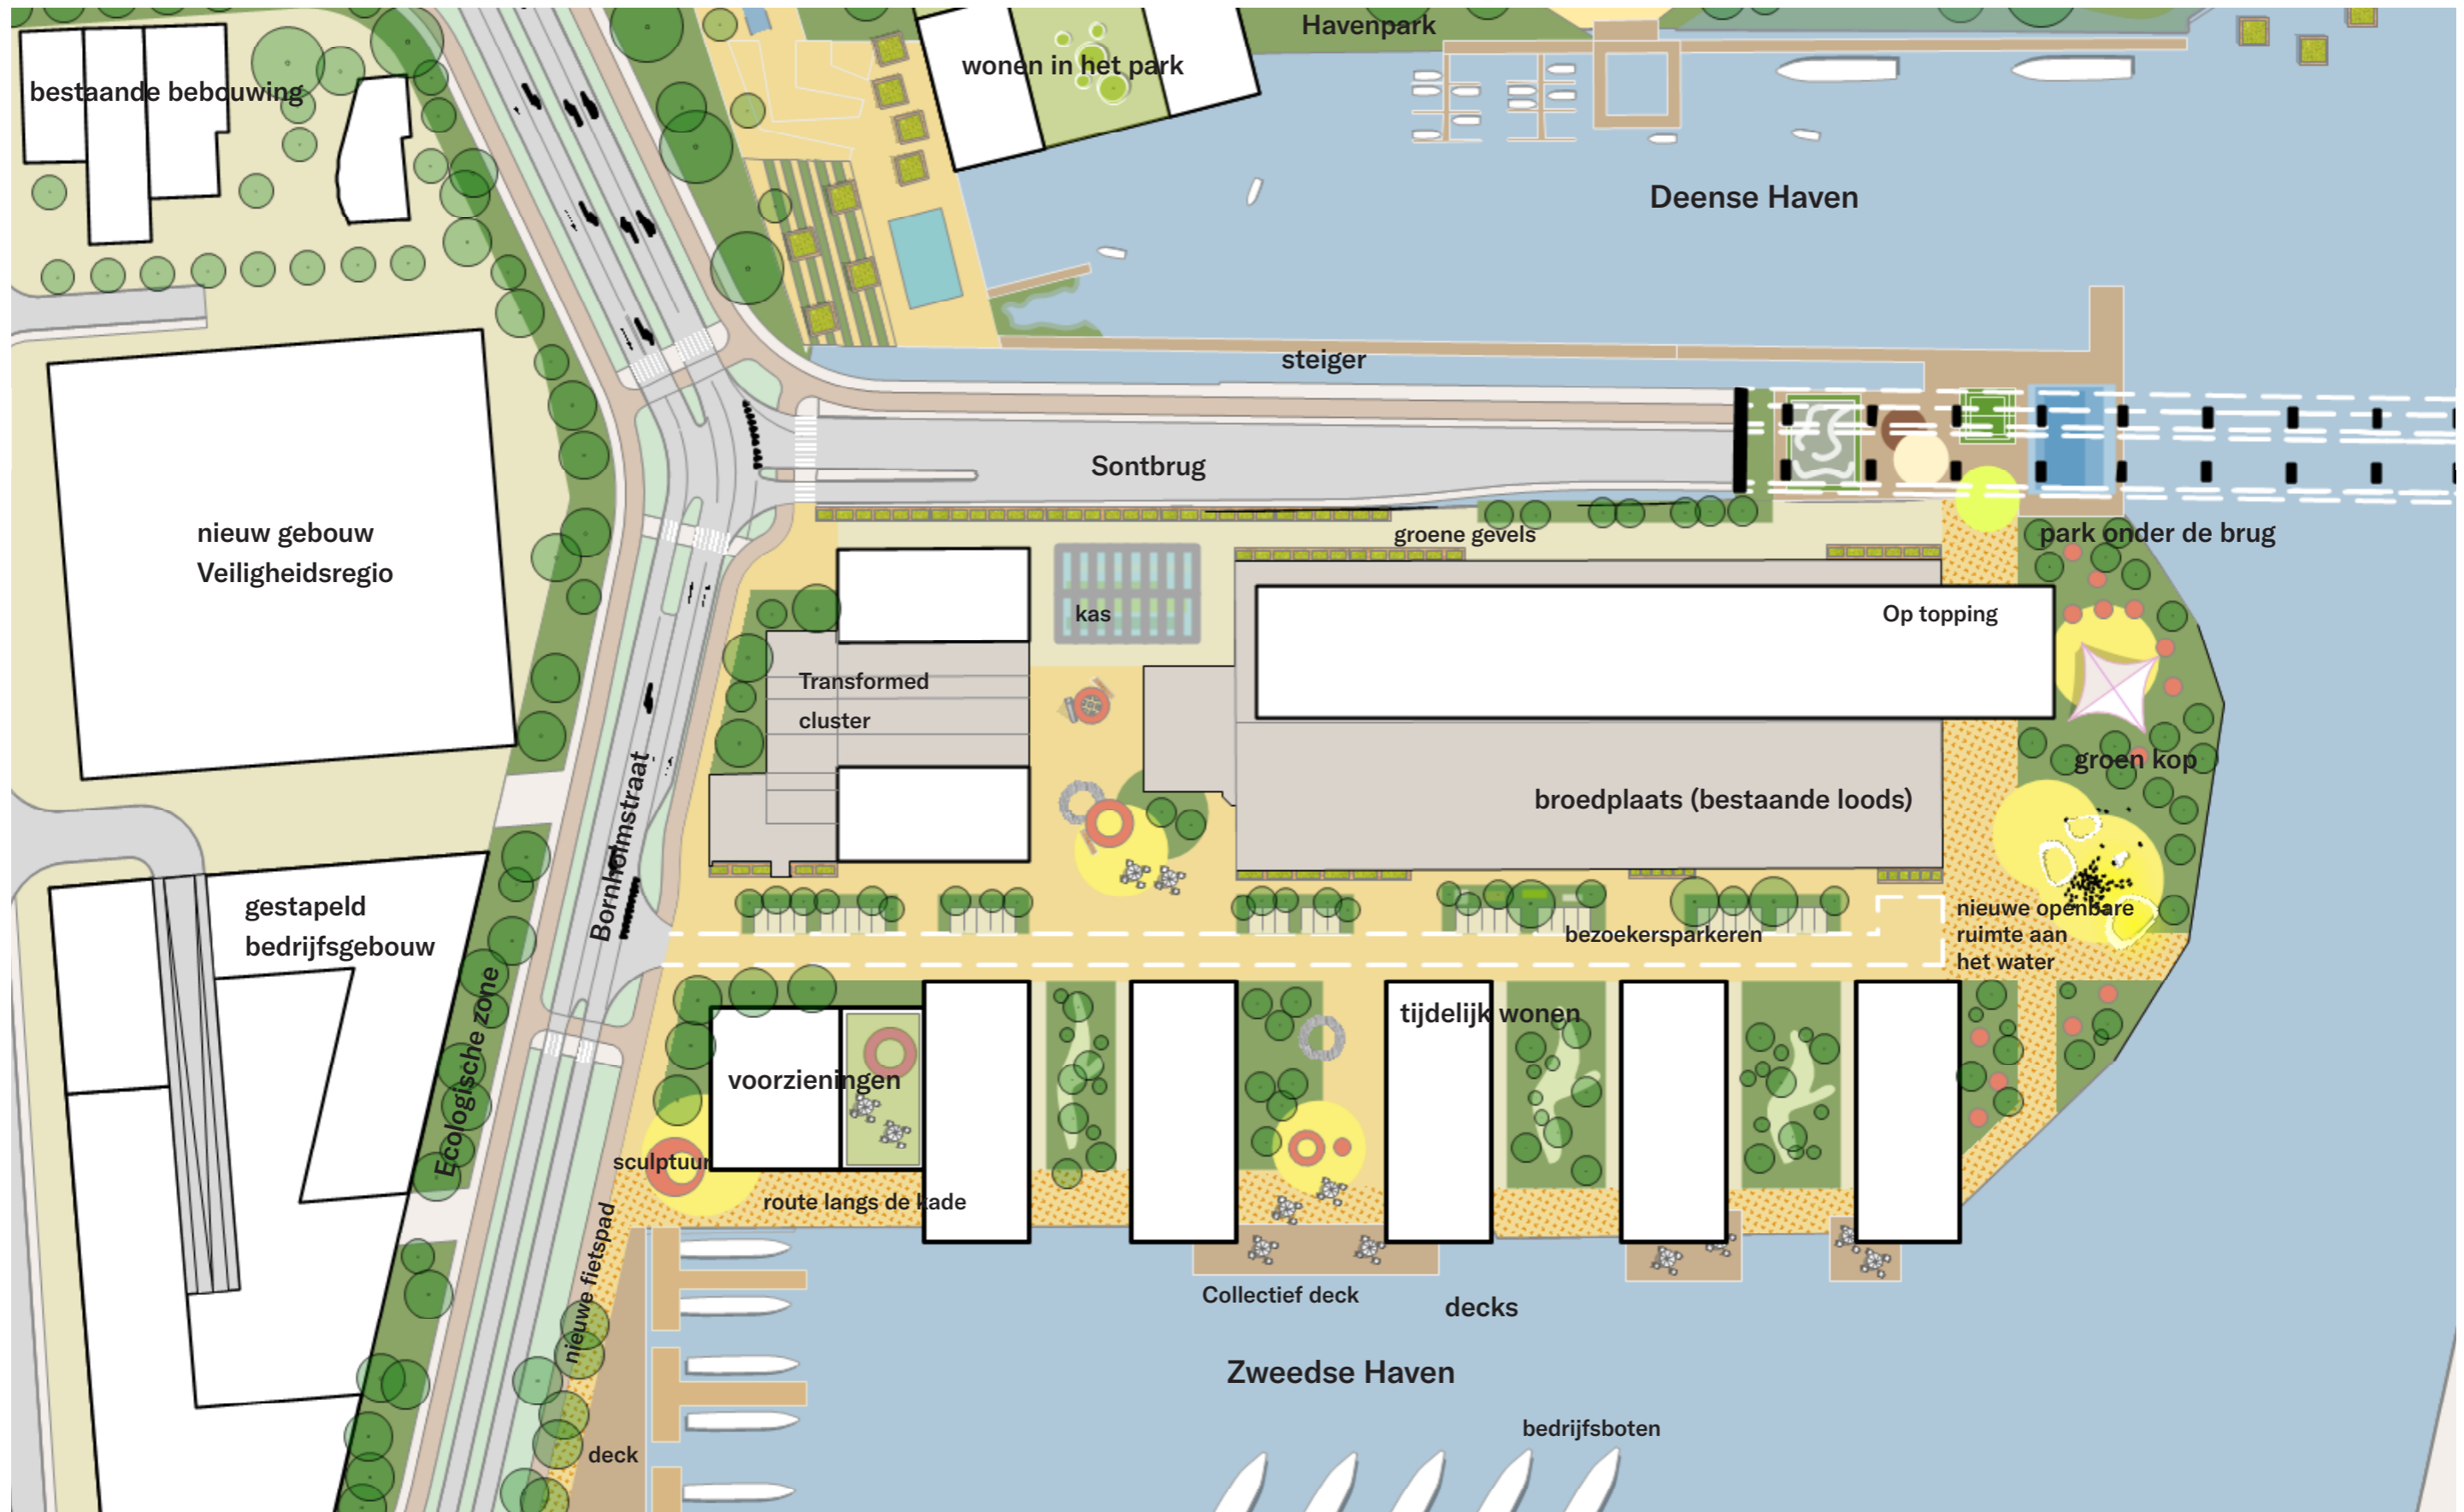 Havenpark
wonen in het park
bestaande bebouwing
Deense Haven
steiger
Sontbrug
groene gevels
park onder de brug
nieuw gebouw
Veiligheidsregio
kas
Op topping
Transformed
cluster
groen kop
broedplaats (bestaande loods)
Bornholmstraat
gestapeld
bedrijfsgebouw
nieuwe openbare
ruimte aan
het water
bezoekersparkeren
tijdelijk wonen
Ecologische zone
voorzieningen
sculptuur
route langs de kade
nieuwe fietspad
Collectief deck
decks
Zweedse Haven
bedrijfsboten
deck